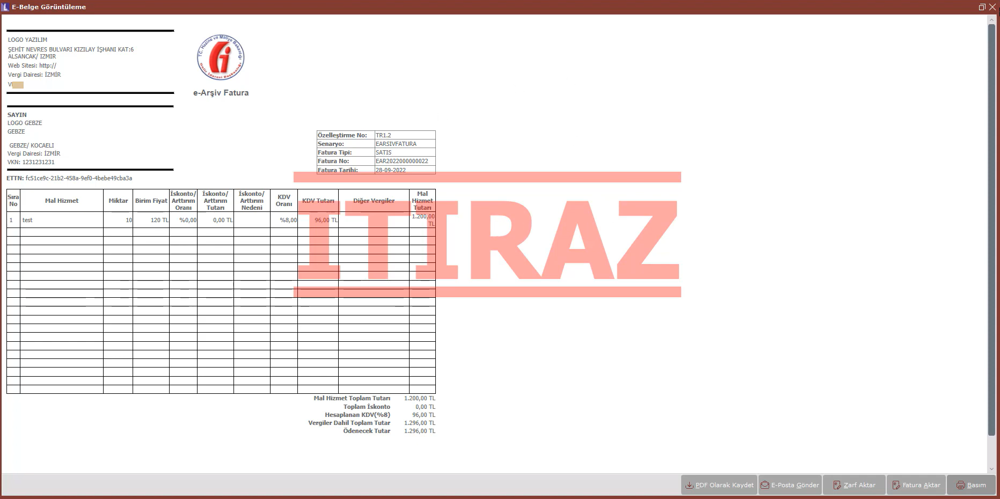 E-Belge Görüntüleme
LOGO YAZILIM
ŞEHİT NEVRES BULVARI KIZILAY İŞHANI KAT:6
ALSANCAK/ IZMIR
Web Sitesi: http://
Vergi Dairesi: İZMİR
T.C. Hazine ve Maliye Bakanlığı
Gelir İdaresi Başkanlığı
e-Arşiv Fatura
SAYIN
LOGO GEBZE
GEBZE
GEBZE/ KOCAELI
Vergi Dairesi: İZMİR
VKN: 1231231231
Özelleştirme No: TR1.2
Senaryo: EARSIVFATURA
Fatura Tipi: SATIS
Fatura No: EAR2022000000022
Fatura Tarihi: 28-09-2022
ETTN: fc51ce9c-21b2-458a-9ef0-4bebe49cba3a
Sıra No Mal Hizmet Miktar Birim Fiyat İskonto/ Arttırım Oranı İskonto/ Arttırım Tutarı İskonto/ Arttırım Nedeni KDV Oranı KDV Tutarı Diğer Vergiler Mal Hizmet Tutarı
1 test 10 120 TL %0,00 0,00 TL %8,00 96,00 TL 1.200,00 TL
ITIRAZ
Mal Hizmet Toplam Tutarı 1.200,00 TL
Toplam İskonto 0,00 TL
Hesaplanan KDV(%8) 96,00 TL
Vergiler Dahil Toplam Tutar 1.296,00 TL
Ödenecek Tutar 1.296,00 TL
PDF Olarak Kaydet E-Posta Gönder Zarf Aktar Fatura Aktar Basım